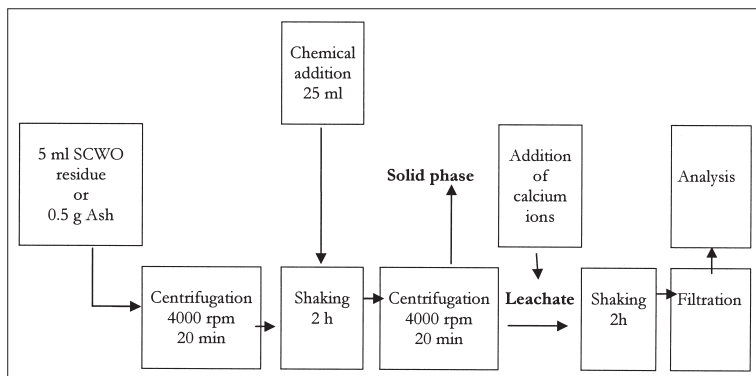 Chemical
addition
25 ml
5 ml SCWO
residue
or
0.5 g Ash
Solid phase
Addition
of
calcium
ions
Analysis
Centrifugation
4000 rpm
20 min
Shaking
2 h
Centrifugation
4000 rpm
20 min
Leachate
Shaking
2h
Filtration